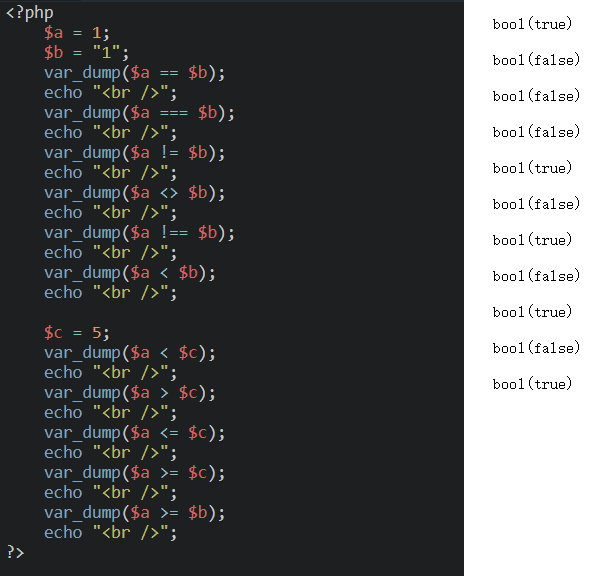 <?php
$a = 1;
$b = "1";
var_dump($a == $b);
echo "<br />";
var_dump($a === $b);
echo "<br />";
var_dump($a != $b);
echo "<br />";
var_dump($a <> $b);
echo "<br />";
var_dump($a !== $b);
echo "<br />";
var_dump($a < $b);
echo "<br />";
$c = 5;
var_dump($a < $c);
echo "<br />";
var_dump($a > $c);
echo "<br />";
var_dump($a <= $c);
echo "<br />";
var_dump($a >= $c);
echo "<br />";
var_dump($a >= $b);
echo "<br />";
?>
bool(true)
bool(false)
bool(false)
bool(false)
bool(true)
bool(false)
bool(true)
bool(false)
bool(true)
bool(false)
bool(true)